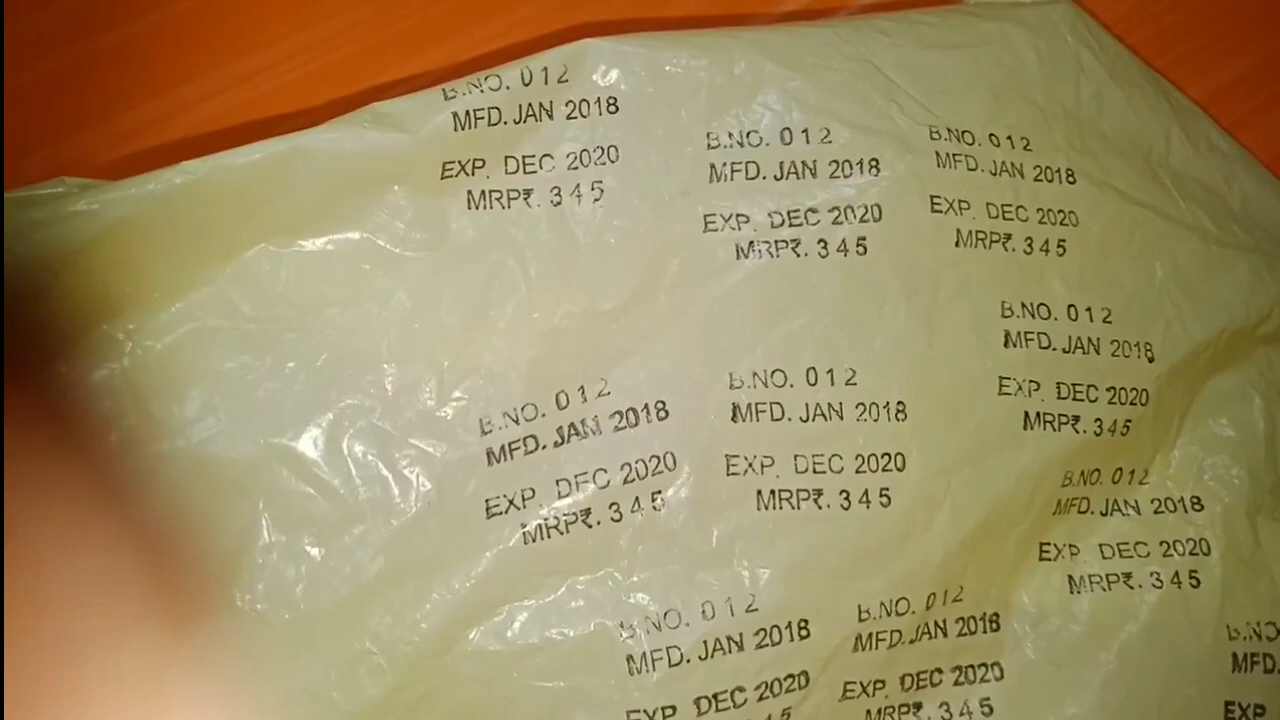 B.NO. 012
MFD. JAN 2018
EXP. DEC 2020
MRP₹. 345
B.NO. 012
MFD. JAN 2018
EXP. DEC 2020
MRP₹. 345
B.NO. 012
MFD. JAN 2018
EXP. DEC 2020
MRP₹. 345
B.NO. 012
MFD. JAN 2018
EXP. DEC 2020
MRP₹. 345
B.NO. 012
MFD. JAN 2018
EXP. DEC 2020
MRP₹. 345
B.NO. 012
MFD. JAN 2018
EXP. DEC 2020
MRP₹. 345
B.NO. 012
MFD. JAN 2018
EXP. DEC 2020
MRP₹. 345
B.NO. 012
MFD. JAN 2018
EXP. DEC 2020
B.NO. 012
MFD. JAN 2018
EXP. DEC 2020
MRP₹. 345
B.NO
MFD.
EXP